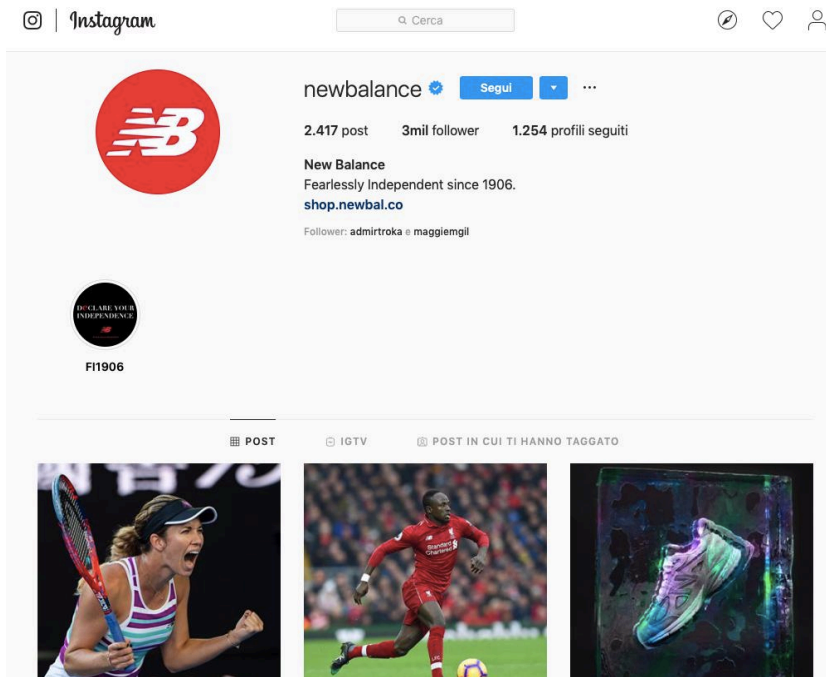 Instagram
Cerca
newbalance Segui
2.417 post 3mil follower 1.254 profili seguiti
New Balance
Fearlessly Independent since 1906.
shop.newbal.co
Follower: admirtroka e maggiemgil
DECLARE YOUR
INDEPENDENCE
FI1906
POST IGTV POST IN CUI TI HANNO TAGGATO
Standard
Chartered
LFC